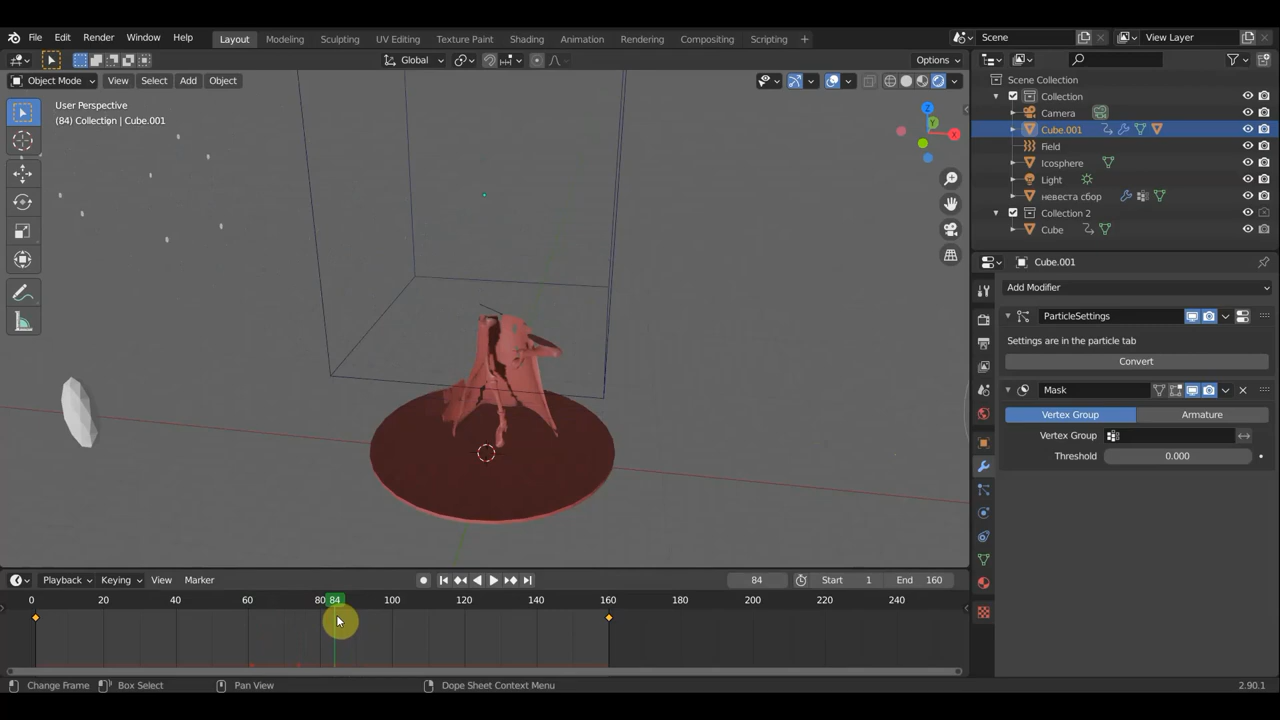 File Edit Render Window Help Layout Modeling Sculpting UV Editing Texture Paint Shading Animation Rendering Compositing Scripting + Scene View Layer
Global Options
Object Mode View Select Add Object
User Perspective
(84) Collection | Cube.001
Z
Y
X
Scene Collection
Collection
Camera
Cube.001
Field
Icosphere
Light
невеста сбор
Collection 2
Cube
Cube.001
Add Modifier
ParticleSettings
Settings are in the particle tab
Convert
Mask
Vertex Group Armature
Vertex Group
Threshold 0.000
Playback Keying View Marker 84 Start 1 End 160
0 20 40 60 80 84 100 120 140 160 180 200 220 240
Change Frame Box Select Pan View Dope Sheet Context Menu 2.90.1